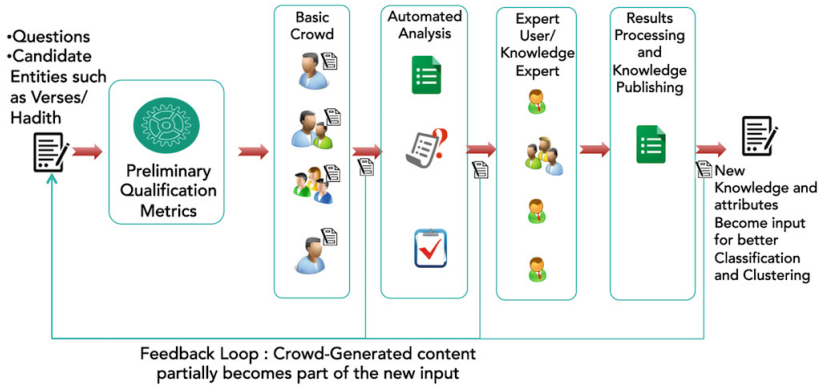 •Questions
•Candidate
Entities such
as Verses/
Hadith
Preliminary
Qualification
Metrics
Basic
Crowd
Automated
Analysis
Expert
User/
Knowledge
Expert
Results
Processing
and
Knowledge
Publishing
New
Knowledge and
attributes
Become input
for better
Classification
and Clustering
Feedback Loop : Crowd-Generated content
partially becomes part of the new input